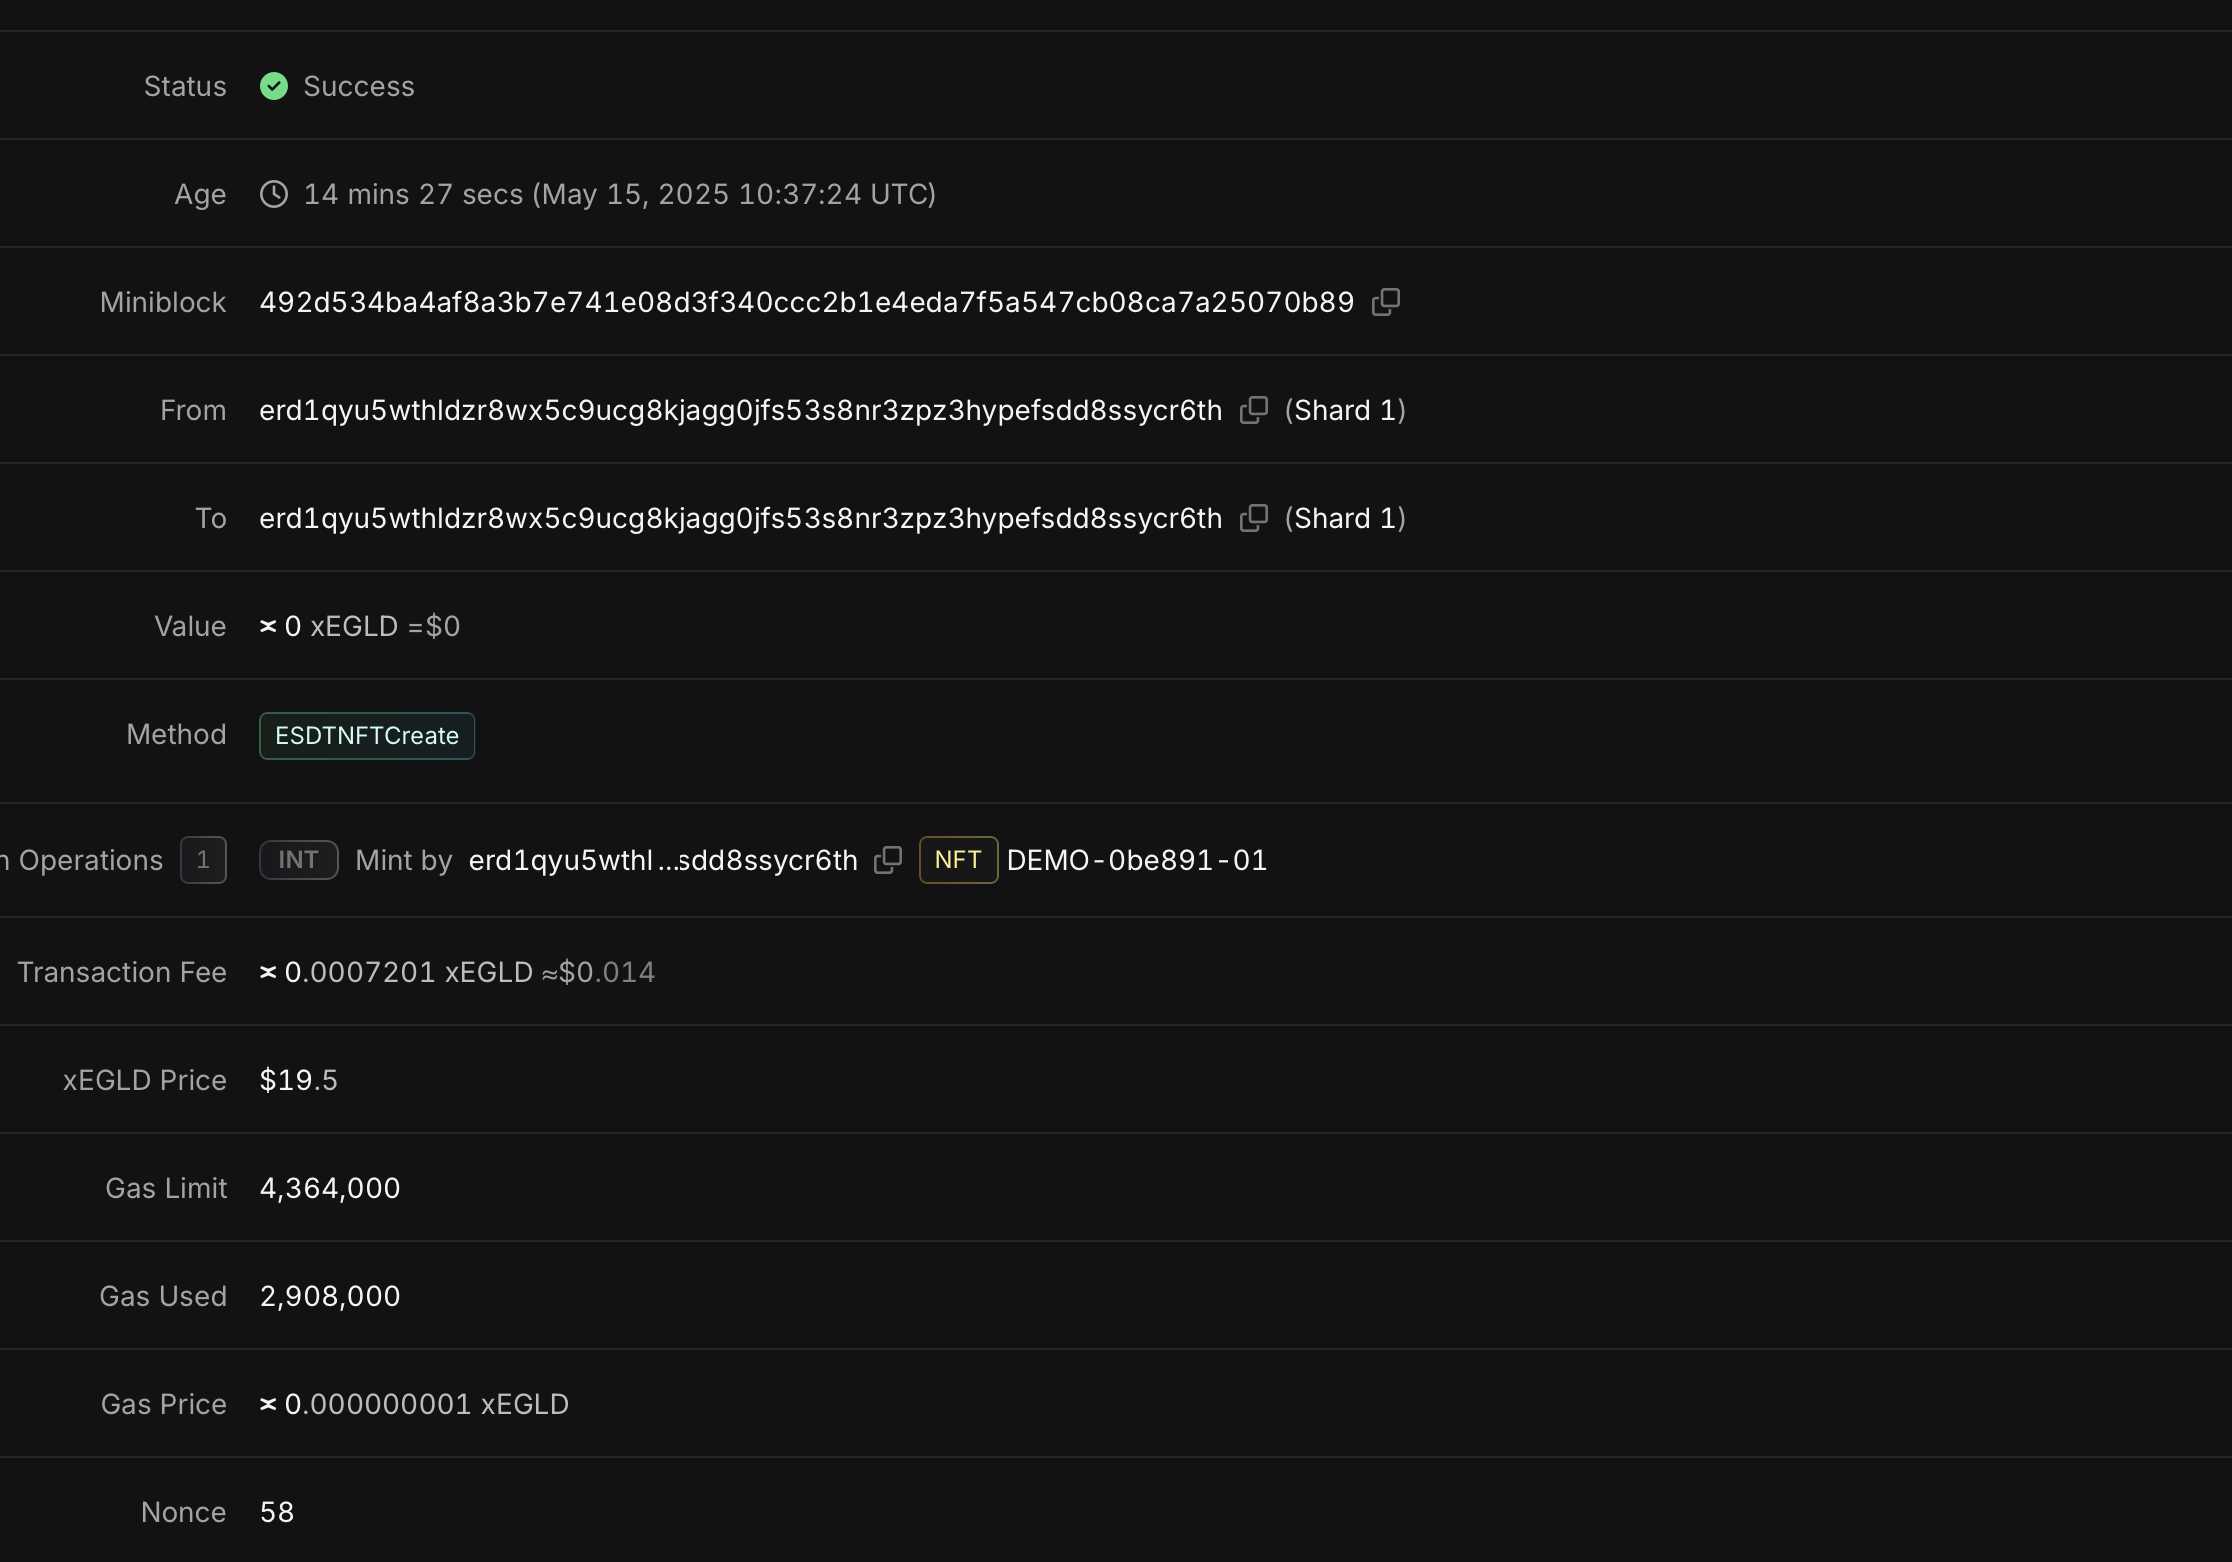 Status Success
Age 14 mins 27 secs (May 15, 2025 10:37:24 UTC)
Miniblock 492d534ba4af8a3b7e741e08d3f340ccc2b1e4eda7f5a547cb08ca7a25070b89
From erd1qyu5wthldzr8wx5c9ucg8kjagg0jfs53s8nr3zpz3hypefsdd8ssycr6th (Shard 1)
To erd1qyu5wthldzr8wx5c9ucg8kjagg0jfs53s8nr3zpz3hypefsdd8ssycr6th (Shard 1)
Value 0 xEGLD =$0
Method ESDTNFTCreate
n Operations 1 INT Mint by erd1qyu5wthl...sdd8ssycr6th NFT DEMO-0be891-01
Transaction Fee 0.0007201 xEGLD ≈$0.014
xEGLD Price $19.5
Gas Limit 4,364,000
Gas Used 2,908,000
Gas Price 0.000000001 xEGLD
Nonce 58